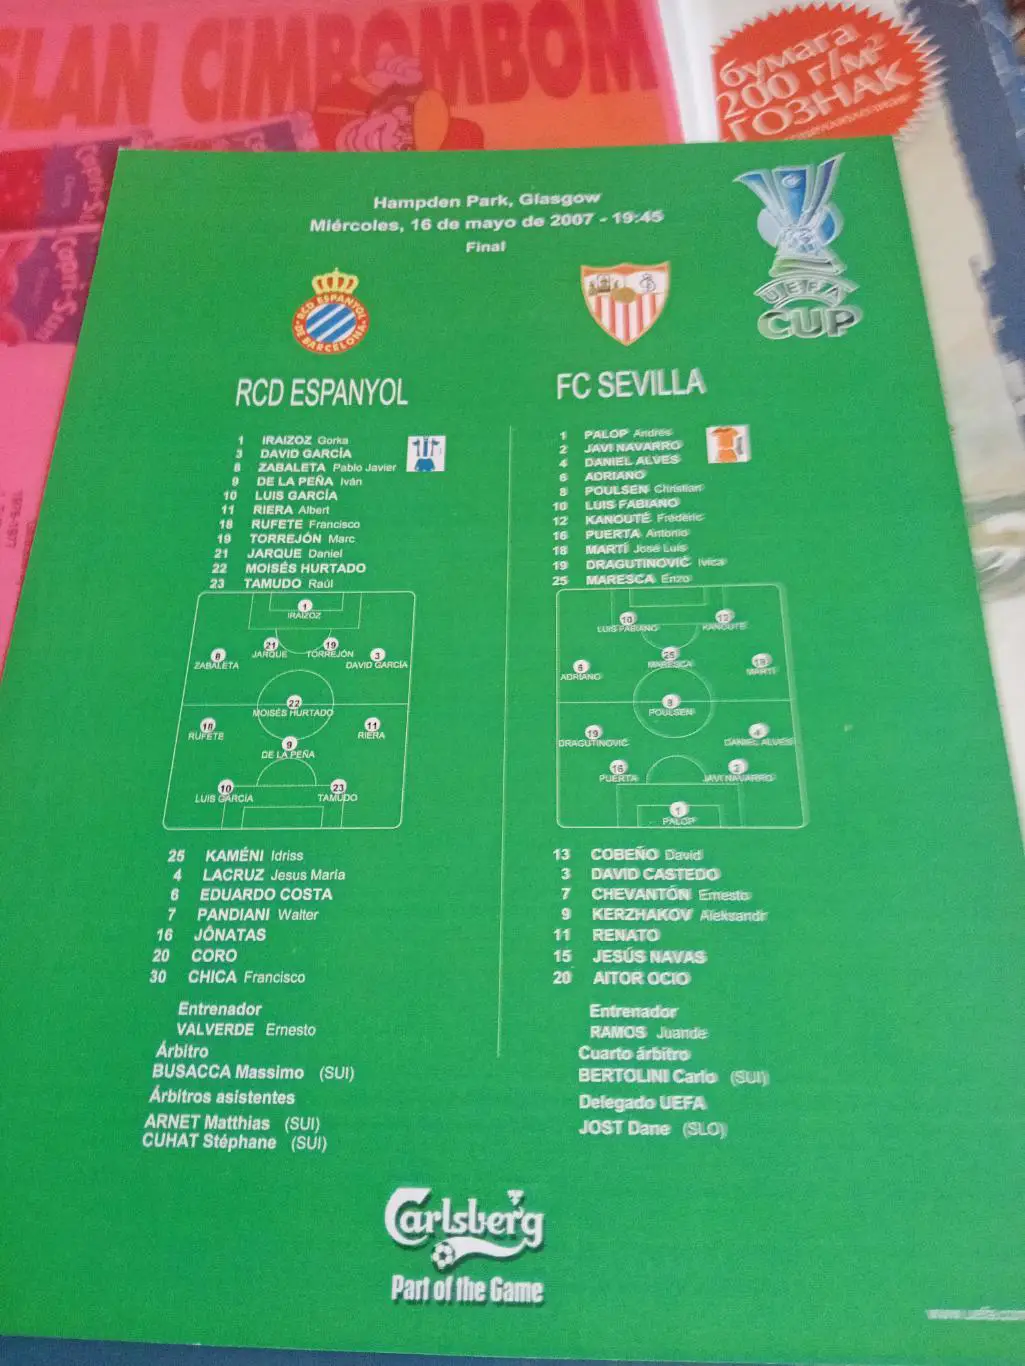 SLAN CİMBOMBOM
бумага
200 г/м²
ГОЗНАК
Hampden Park, Glasgow
Miércoles, 16 de mayo de 2007 - 19:45
Final
UEFA
CUP
RCD ESPANYOL
DE BARCELONA
RCD ESPANYOL
1 IRAIZOZ Gorka
3 DAVID GARCÍA
8 ZABALETA Pablo Javier
9 DE LA PEÑA Iván
10 LUIS GARCÍA
11 RIERA Albert
18 RUFETE Francisco
19 TORREJÓN Marc
21 JARQUE Daniel
22 MOISÉS HURTADO
23 TAMUDO Raúl
1
IRAIZOZ
21 19
JARQUE TORREJÓN
8 3
ZABALETA DAVID GARCÍA
22
MOISÉS HURTADO
18 11
RUFETE RIERA
9
DE LA PEÑA
10 23
LUIS GARCÍA TAMUDO
25 KAMÉNI Idriss
4 LACRUZ Jesus María
6 EDUARDO COSTA
7 PANDIANI Walter
16 JÔNATAS
20 CORO
30 CHICA Francisco
Entrenador
VALVERDE Ernesto
Árbitro
BUSACCA Massimo (SUI)
Árbitros asistentes
ARNET Matthias (SUI)
CUHAT Stéphane (SUI)
FC SEVILLA
1 PALOP Andrés
2 JAVI NAVARRO
4 DANIEL ALVES
6 ADRIANO
8 POULSEN Christian
10 LUIS FABIANO
12 KANOUTÉ Fréderic
16 PUERTA Antonio
18 MARTÍ José Luis
19 DRAGUTINOVIĆ Ivica
25 MARESCA Enzo
10 12
LUIS FABIANO KANOUTÉ
25
MARESCA
6 18
ADRIANO MARTÍ
8
POULSEN
19 4
DRAGUTINOVIĆ DANIEL ALVES
16 2
PUERTA JAVI NAVARRO
1
PALOP
13 COBEÑO David
3 DAVID CASTEDO
7 CHEVANTÓN Ernesto
9 KERZHAKOV Aleksandr
11 RENATO
15 JESÚS NAVAS
20 AITOR OCIO
Entrenador
RAMOS Juande
Cuarto árbitro
BERTOLINI Carlo (SUI)
Delegado UEFA
JOST Dane (SLO)
Carlsberg
Part of the Game
www.uefa.com